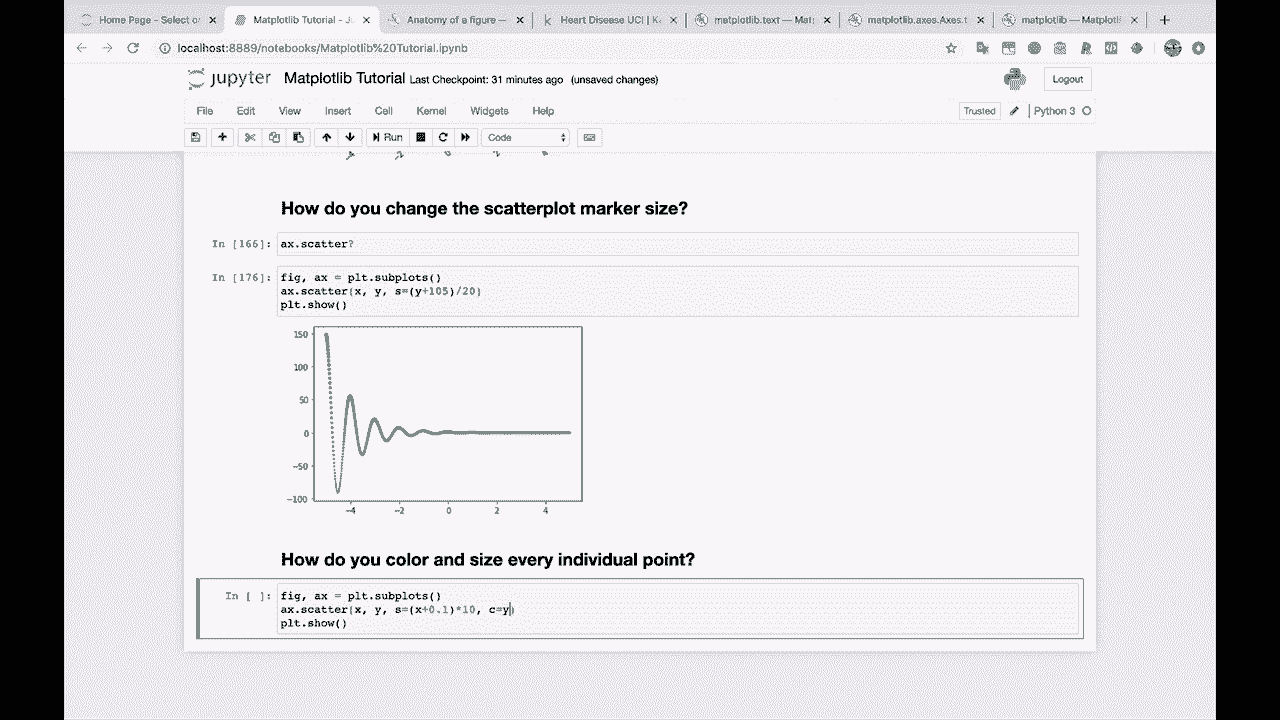 Home Page - Select or
Matplotlib Tutorial - Ju
Anatomy of a figure —
Heart Disease UCI | Ka
matplotlib.text — Mat
matplotlib.axes.Axes.t
matplotlib — Matplotli
localhost:8889/notebooks/Matplotlib%20Tutorial.ipynb
jupyter Matplotlib Tutorial Last Checkpoint: 31 minutes ago (unsaved changes)
Logout
File Edit View Insert Cell Kernel Widgets Help
Trusted Python 3
Run Code
How do you change the scatterplot marker size?
In [166]: ax.scatter?
In [176]: fig, ax = plt.subplots()
ax.scatter(x, y, s=(y+105)/20)
plt.show()
150
100
50
0
−50
−100
−4 −2 0 2 4
How do you color and size every individual point?
In [ ]: fig, ax = plt.subplots()
ax.scatter(x, y, s=(x+0.1)*10, c=y)
plt.show()